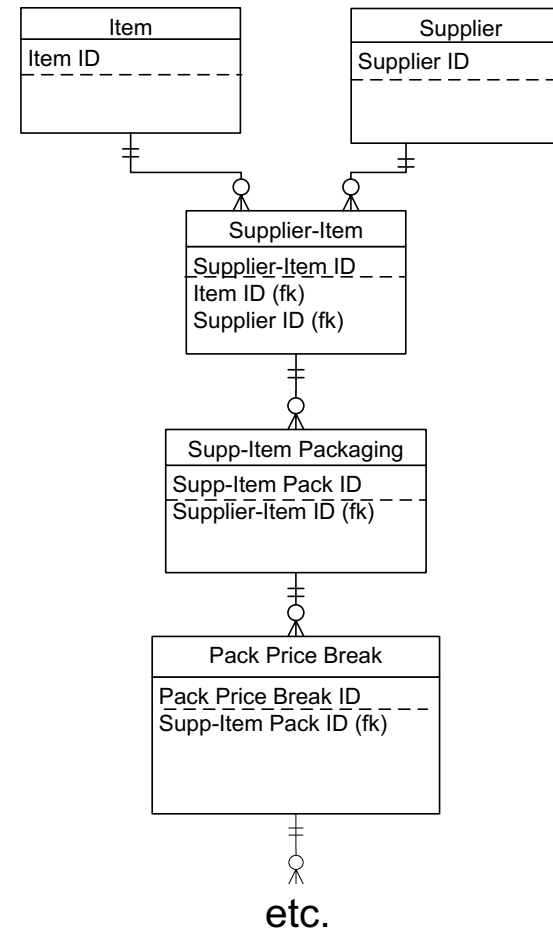 Item
Item ID
Supplier
Supplier ID
Supplier-Item
Supplier-Item ID
Item ID (fk)
Supplier ID (fk)
Supp-Item Packaging
Supp-Item Pack ID
Supplier-Item ID (fk)
Pack Price Break
Pack Price Break ID
Supp-Item Pack ID (fk)
etc.